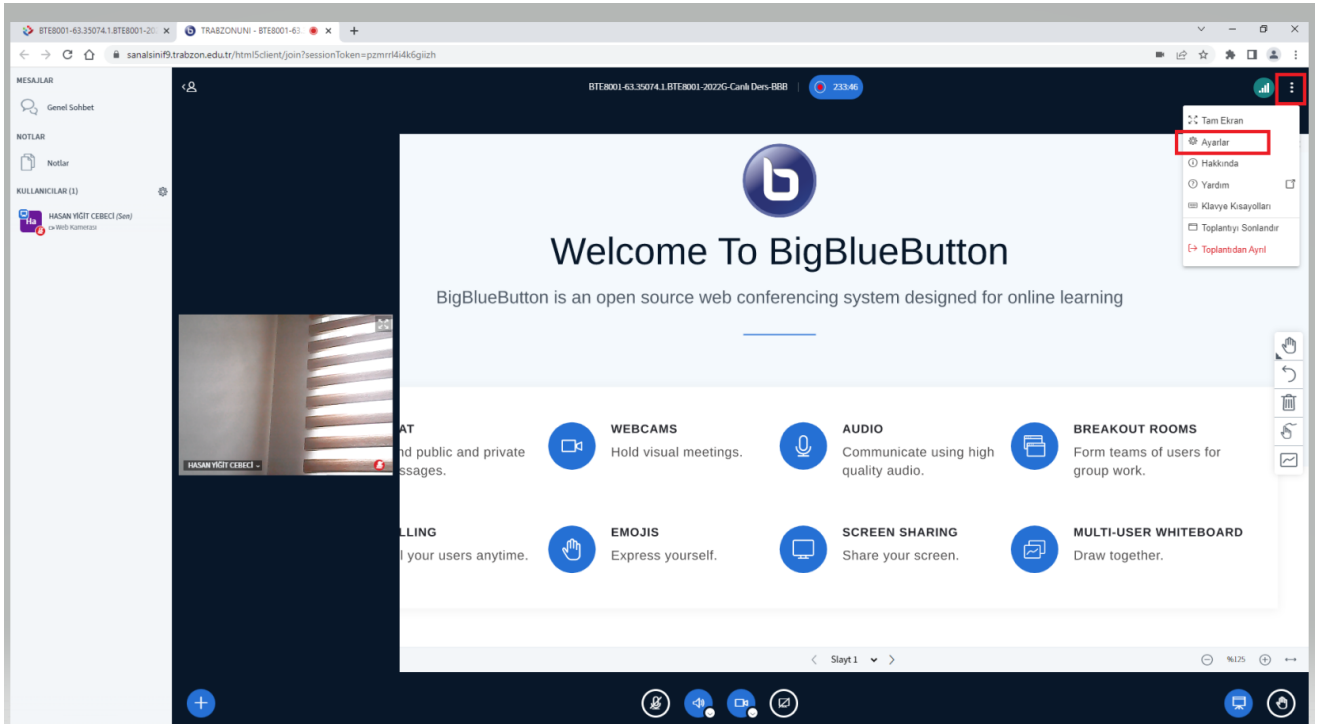 BTE8001-63.35074.1.BTE8001-202
TRABZONUNI - BTE8001-63.
sanalsinif9.trabzon.edu.tr/html5client/join?sessionToken=pzmrrl4i4k6giizh
MESAJLAR
Genel Sohbet
NOTLAR
Notlar
KULLANICILAR (1)
Ha
HASAN YİĞİT CEBECİ (Sen)
Web Kamerası
BTE8001-63.35074.1.BTE8001-2022G-Canlı Ders-BBB
233:46
Tam Ekran
Ayarlar
Hakkında
Yardım
Klavye Kısayolları
Toplantıyı Sonlandır
Toplantıdan Ayrıl
b
Welcome To BigBlueButton
BigBlueButton is an open source web conferencing system designed for online learning
HASAN YİĞİT CEBECİ
AT
nd public and private
ssages.
WEBCAMS
Hold visual meetings.
AUDIO
Communicate using high
quality audio.
BREAKOUT ROOMS
Form teams of users for
group work.
LLING
l your users anytime.
EMOJIS
Express yourself.
SCREEN SHARING
Share your screen.
MULTI-USER WHITEBOARD
Draw together.
Slayt 1
%125